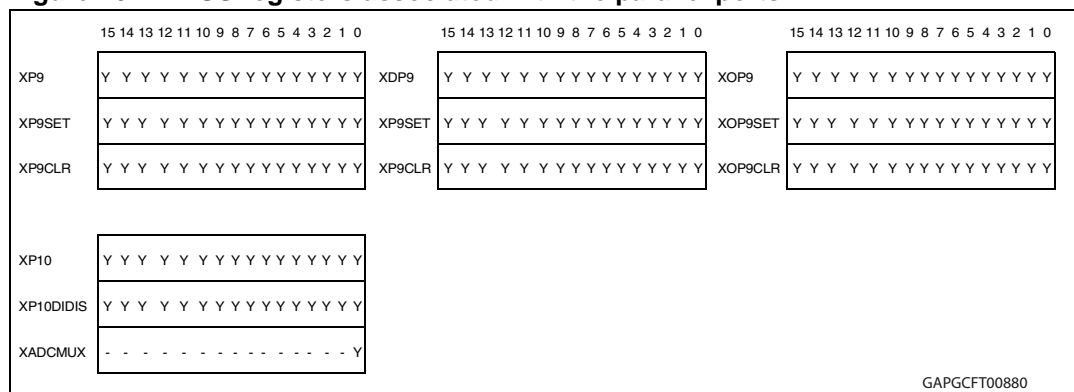 15 14 13 12 11 10 9 8 7 6 5 4 3 2 1 0 15 14 13 12 11 10 9 8 7 6 5 4 3 2 1 0 15 14 13 12 11 10 9 8 7 6 5 4 3 2 1 0
XP9 Y Y Y Y Y Y Y Y Y Y Y Y Y Y Y Y XDP9 Y Y Y Y Y Y Y Y Y Y Y Y Y Y Y Y XOP9 Y Y Y Y Y Y Y Y Y Y Y Y Y Y Y Y
XP9SET Y Y Y Y Y Y Y Y Y Y Y Y Y Y Y Y XP9SET Y Y Y Y Y Y Y Y Y Y Y Y Y Y Y Y XOP9SET Y Y Y Y Y Y Y Y Y Y Y Y Y Y Y Y
XP9CLR Y Y Y Y Y Y Y Y Y Y Y Y Y Y Y Y XP9CLR Y Y Y Y Y Y Y Y Y Y Y Y Y Y Y Y XOP9CLR Y Y Y Y Y Y Y Y Y Y Y Y Y Y Y Y
XP10 Y Y Y Y Y Y Y Y Y Y Y Y Y Y Y Y
XP10DIDIS Y Y Y Y Y Y Y Y Y Y Y Y Y Y Y Y
XADCMUX - - - - - - - - - - - - - - - Y
GAPGCFT00880